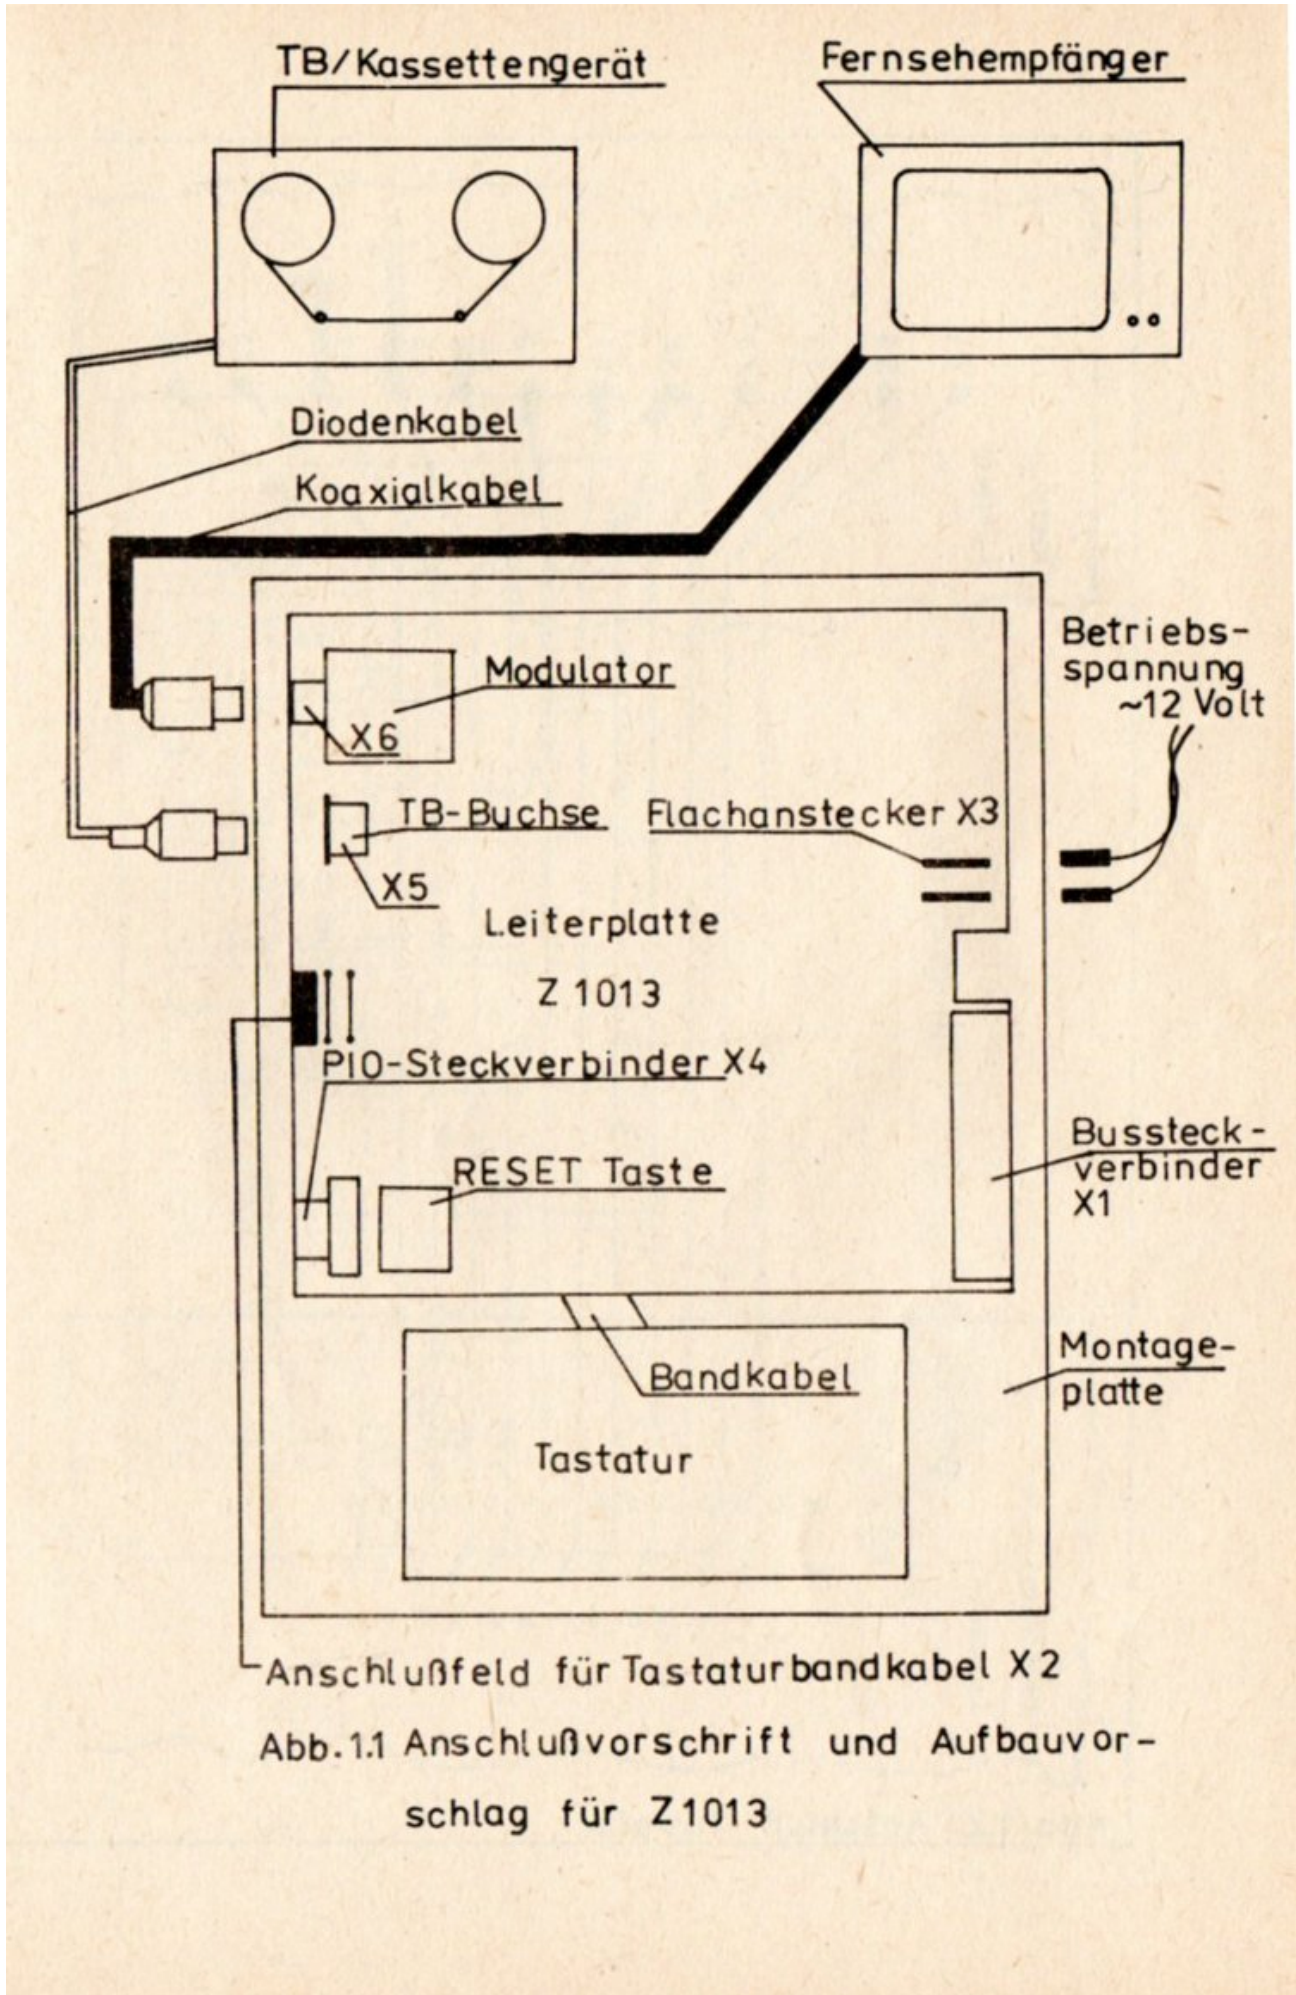 TB/Kassettengerät
Fernsehempfänger
Diodenkabel
Koaxialkabel
Betriebs-
spannung
~12 Volt
Modulator
X6
TB-Buchse
Flachanstecker X3
X5
Leiterplatte
Z 1013
PIO-Steckverbinder X4
RESET Taste
Bussteck-
verbinder
X1
Montage-
platte
Bandkabel
Tastatur
Anschlußfeld für Tastaturbandkabel X2
Abb.1.1 Anschlußvorschrift und Aufbauvor-
schlag für Z1013